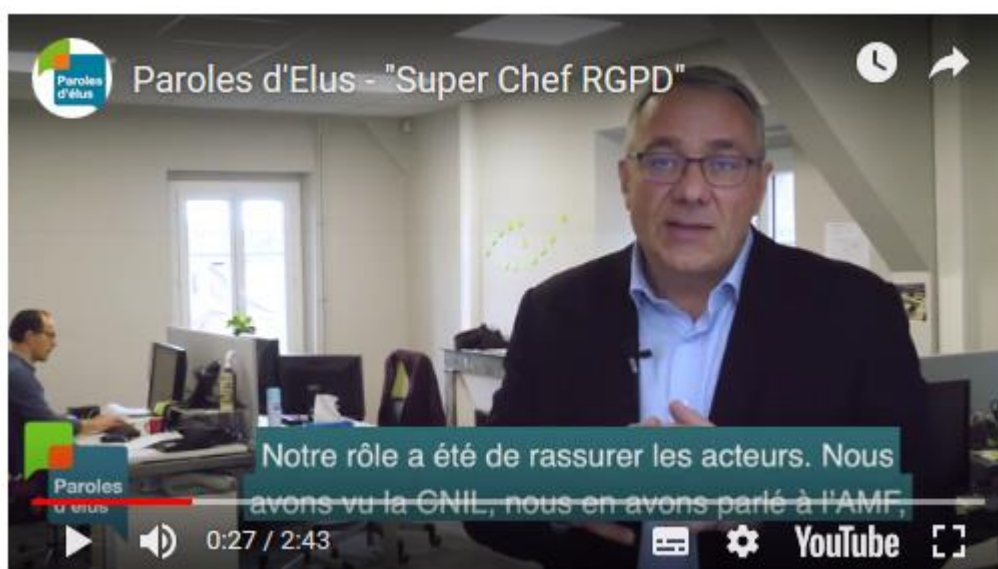 Paroles
d'élus
Paroles d'Elus - "Super Chef RGPD"
Notre rôle a été de rassurer les acteurs. Nous
avons vu la CNIL, nous en avons parlé à l'AMF,
Paroles
d'élus
0:27 / 2:43
YouTube